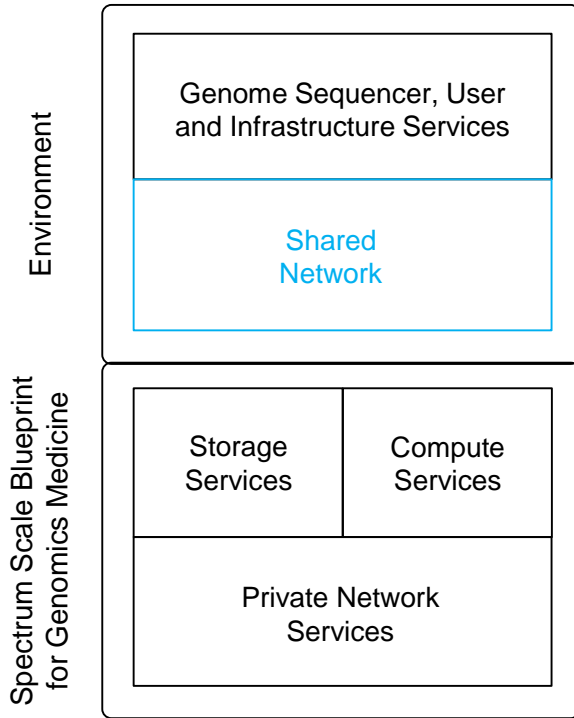 Environment
Genome Sequencer, User
and Infrastructure Services
Shared
Network
Spectrum Scale Blueprint
for Genomics Medicine
Storage
Services
Compute
Services
Private Network
Services